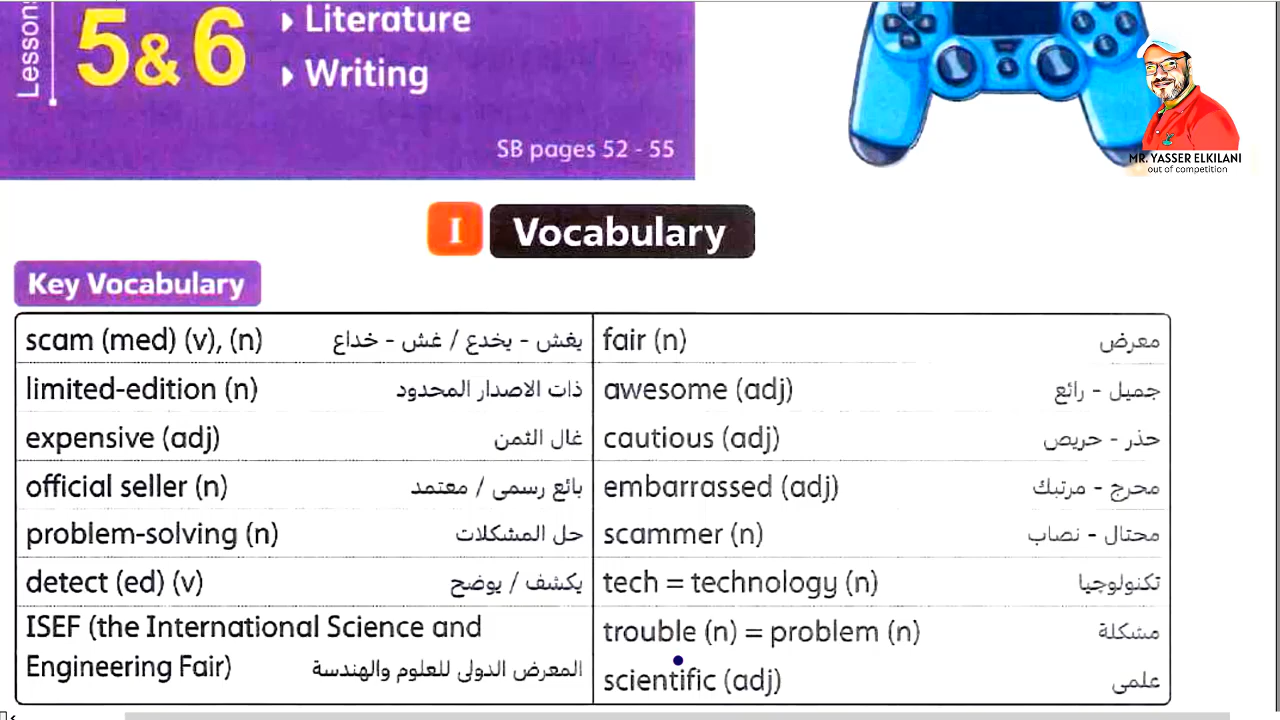 Lessons
5 & 6
Literature
Writing
SB pages 52 - 55
MR. YASSER ELKILANI
out of competition
I Vocabulary
Key Vocabulary
scam (med) (v), (n) يغش - يخدع / غش - خداع
fair (n) معرض
limited-edition (n) ذات الاصدار المحدود
awesome (adj) جميل - رائع
expensive (adj) غال الثمن
cautious (adj) حذر - حريص
official seller (n) بائع رسمى / معتمد
embarrassed (adj) محرج - مرتبك
problem-solving (n) حل المشكلات
scammer (n) محتال - نصاب
detect (ed) (v) يكشف / يوضح
tech = technology (n) تكنولوجيا
ISEF (the International Science and
Engineering Fair) المعرض الدولى للعلوم والهندسة
trouble (n) = problem (n) مشكلة
scientific (adj) علمى